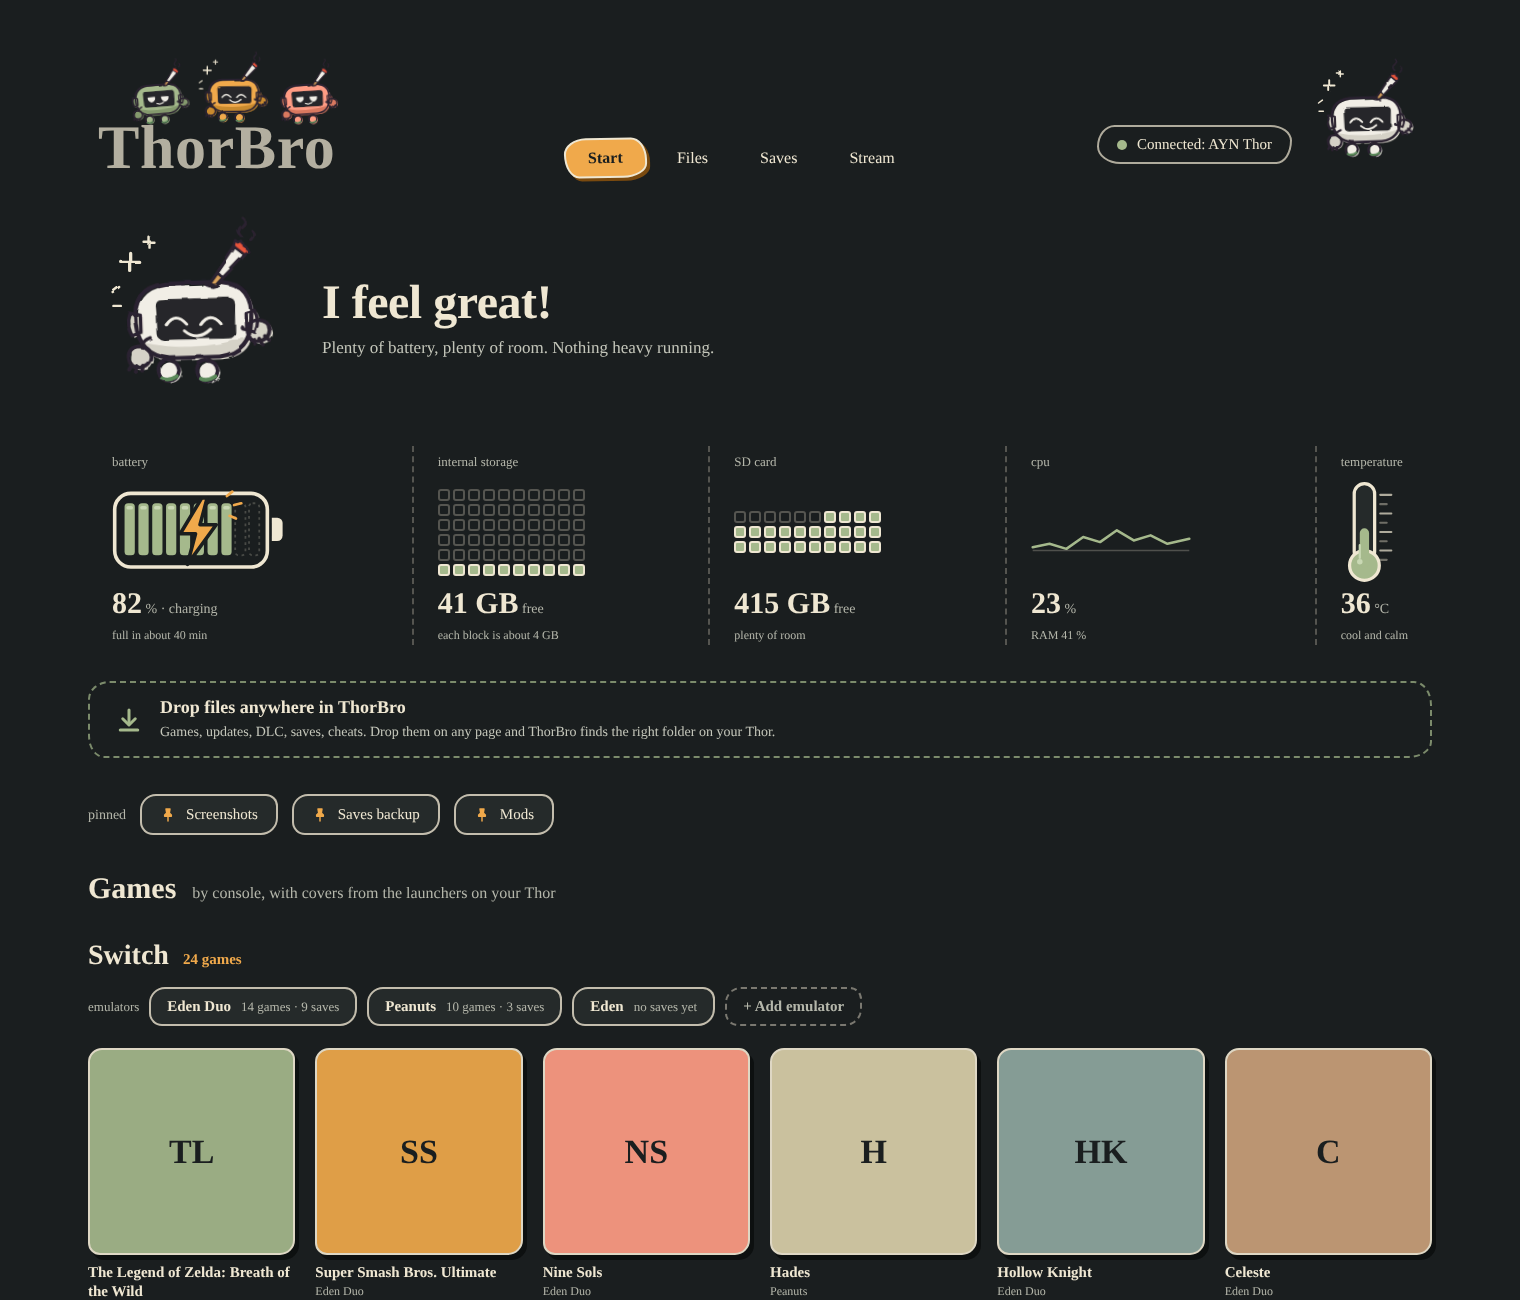 ThorBro
Start
Files
Saves
Stream
Connected: AYN Thor
I feel great!
Plenty of battery, plenty of room. Nothing heavy running.
battery
82 % · charging
full in about 40 min
internal storage
41 GB free
each block is about 4 GB
SD card
415 GB free
plenty of room
cpu
23 %
RAM 41 %
temperature
36 °C
cool and calm
Drop files anywhere in ThorBro
Games, updates, DLC, saves, cheats. Drop them on any page and ThorBro finds the right folder on your Thor.
pinned
Screenshots
Saves backup
Mods
Games by console, with covers from the launchers on your Thor
Switch 24 games
emulators
Eden Duo 14 games · 9 saves
Peanuts 10 games · 3 saves
Eden no saves yet
+ Add emulator
TL
The Legend of Zelda: Breath of
the Wild
SS
Super Smash Bros. Ultimate
Eden Duo
NS
Nine Sols
Eden Duo
H
Hades
Peanuts
HK
Hollow Knight
Eden Duo
C
Celeste
Eden Duo